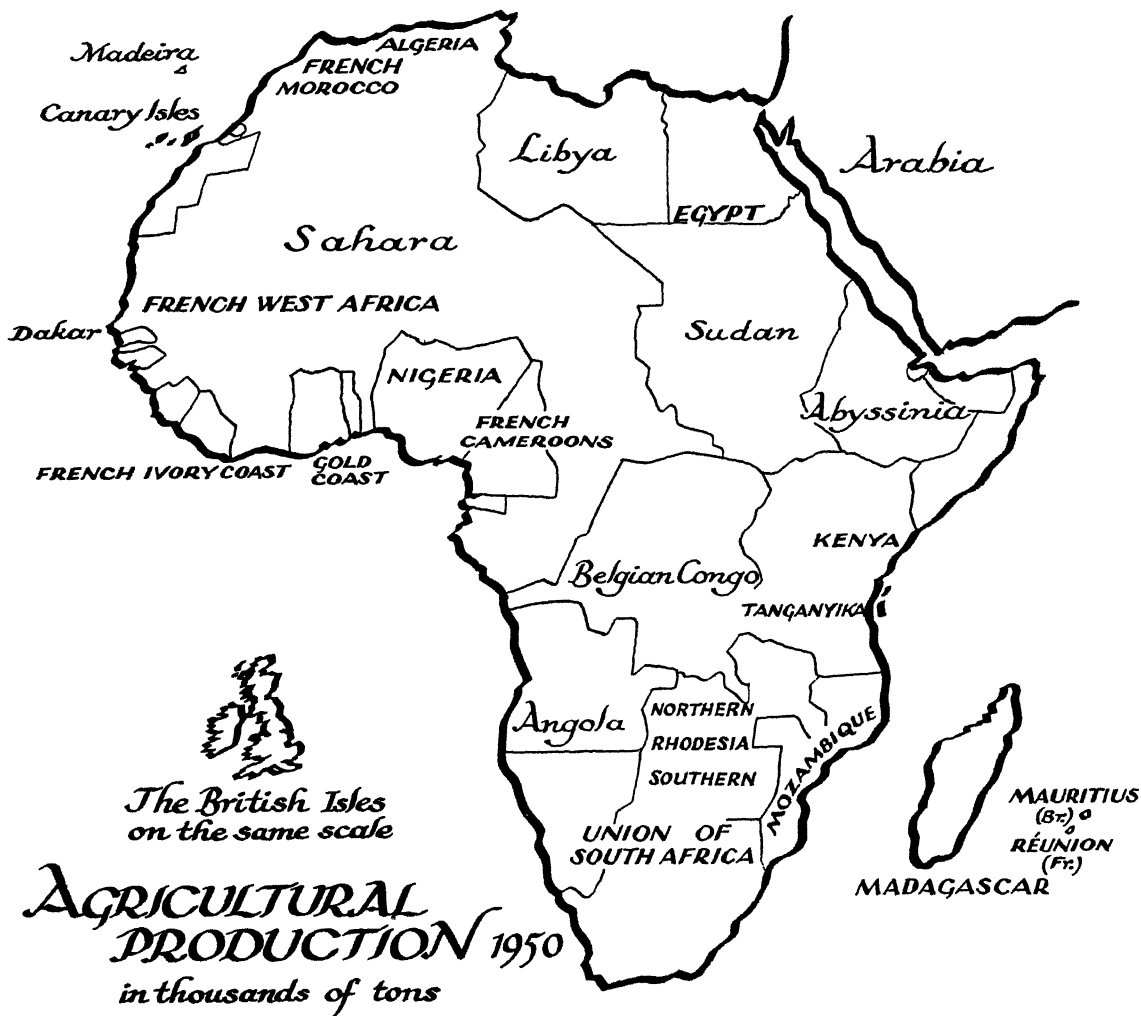 ALGERIA
Madeira
FRENCH
MOROCCO
Canary Isles
Libya
Arabia
EGYPT
Sahara
FRENCH WEST AFRICA
Dakar
Sudan
NIGERIA
Abyssinia
FRENCH
CAMEROONS
FRENCH IVORY COAST
GOLD
COAST
KENYA
Belgian Congo
TANGANYIKA
Angola
NORTHERN
RHODESIA
SOUTHERN
MOZAMBIQUE
The British Isles
on the same scale
UNION OF
SOUTH AFRICA
MAURITIUS
(Br.)
RÉUNION
(Fr.)
MADAGASCAR
AGRICULTURAL
PRODUCTION 1950
in thousands of tons